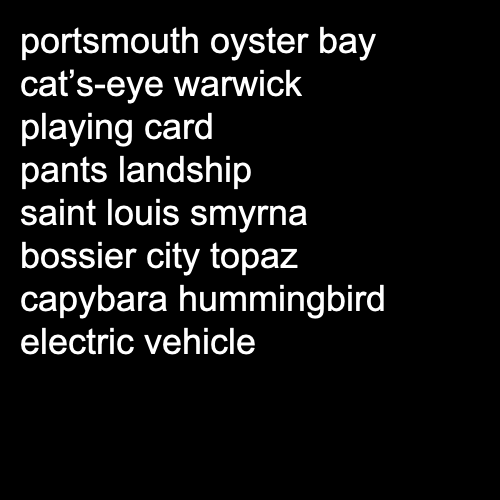 portsmouth oyster bay
cat’s-eye warwick
playing card
pants landship
saint louis smyrna
bossier city topaz
capybara hummingbird
electric vehicle